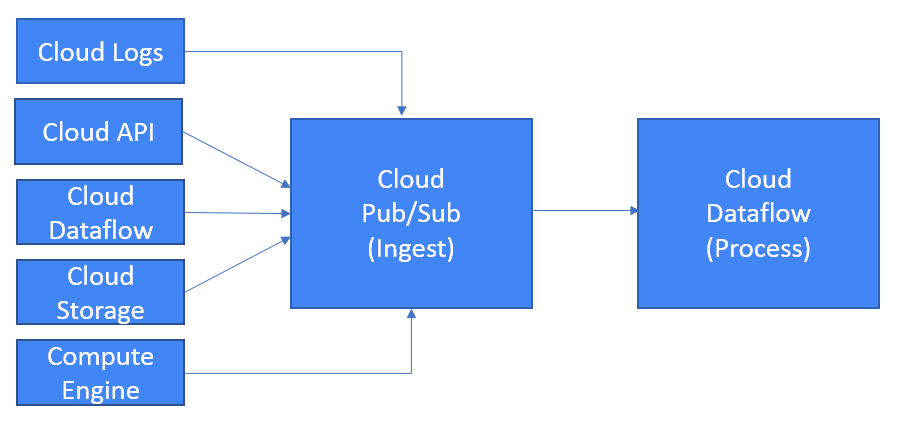 Cloud Logs
Cloud API
Cloud
Dataflow
Cloud
Storage
Compute
Engine
Cloud
Pub/Sub
(Ingest)
Cloud
Dataflow
(Process)